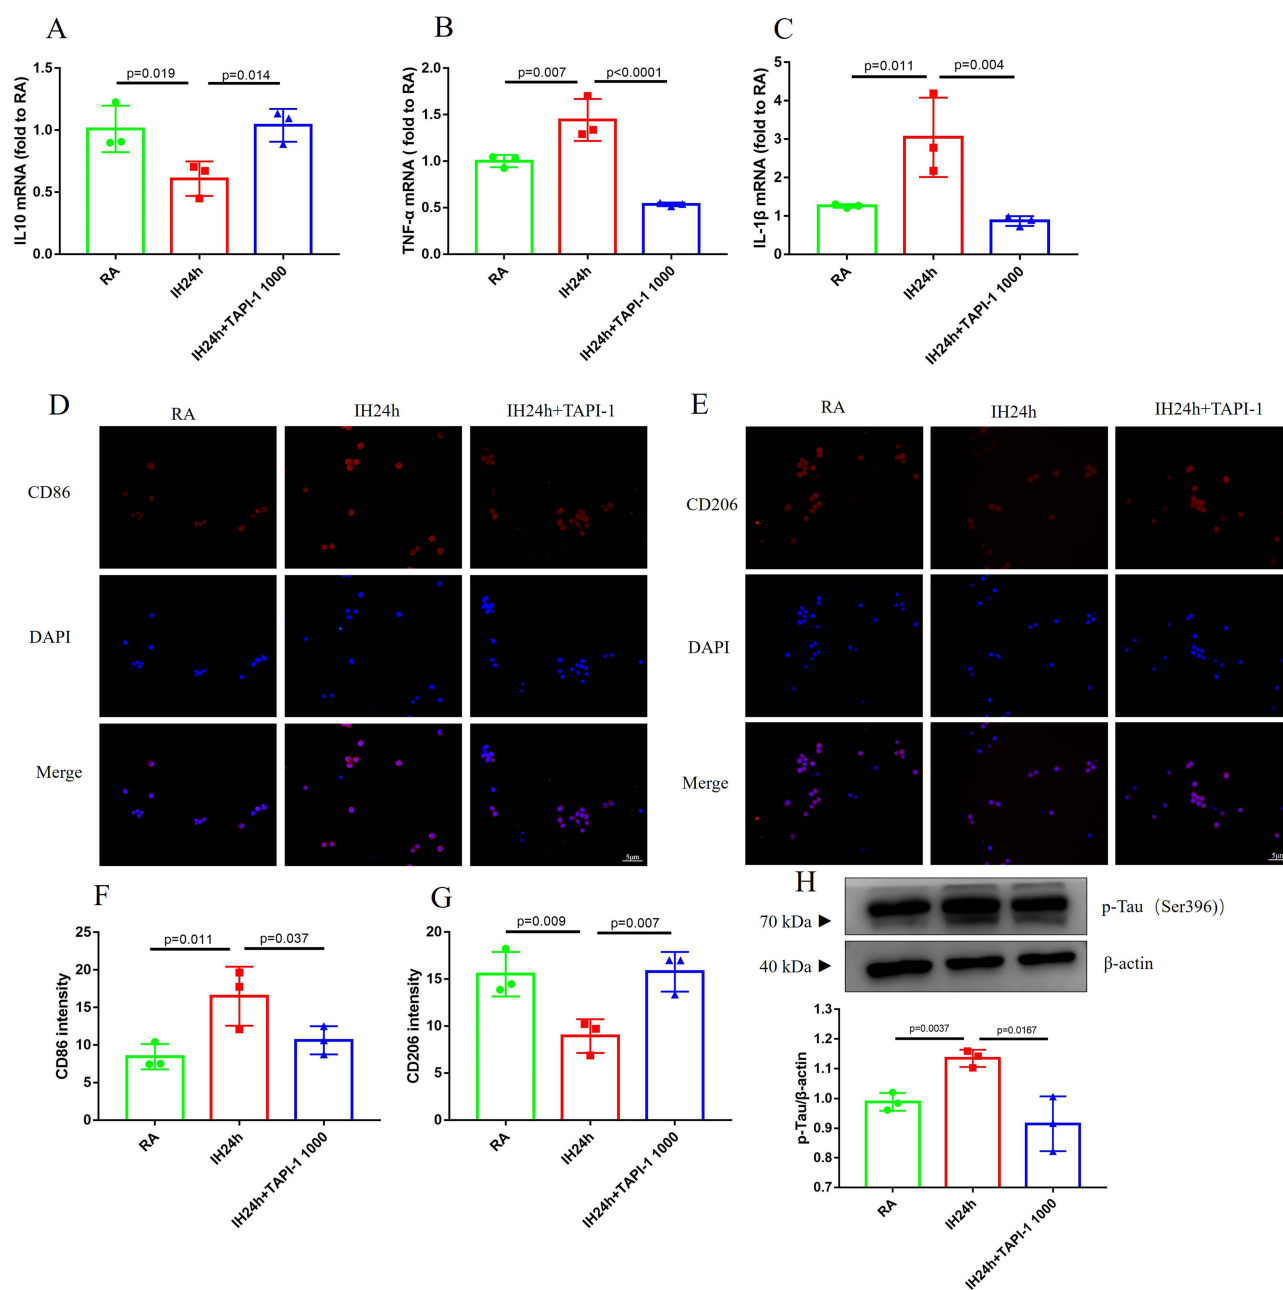 A
IL10 mRNA (fold to RA)
1.5
1.0
0.5
0.0
p=0.019
p=0.014
RA
IH24h
IH24h+TAPI-1 1000
B
TNF-α mRNA ( fold to RA)
2.0
1.5
1.0
0.5
0.0
p=0.007
p<0.0001
RA
IH24h
IH24h+TAPI-1 1000
C
IL-1β mRNA (fold to RA)
5
4
3
2
1
0
p=0.011
p=0.004
RA
IH24h
IH24h+TAPI-1 1000
D
RA
IH24h
IH24h+TAPI-1
CD86
DAPI
Merge
5μm
E
RA
IH24h
IH24h+TAPI-1
CD206
DAPI
Merge
5μm
F
CD86 intensity
25
20
15
10
5
0
p=0.011
p=0.037
RA
IH24h
IH24h+TAPI-1 1000
G
CD206 intensity
20
15
10
5
0
p=0.009
p=0.007
RA
IH24h
IH24h+TAPI-1 1000
H
70 kDa ►
p-Tau（Ser396))
40 kDa ►
β-actin
p-Tau/β-actin
1.3
1.2
1.1
1.0
0.9
0.8
0.7
p=0.0037
p=0.0167
RA
IH24h
IH24h+TAPI-1 1000